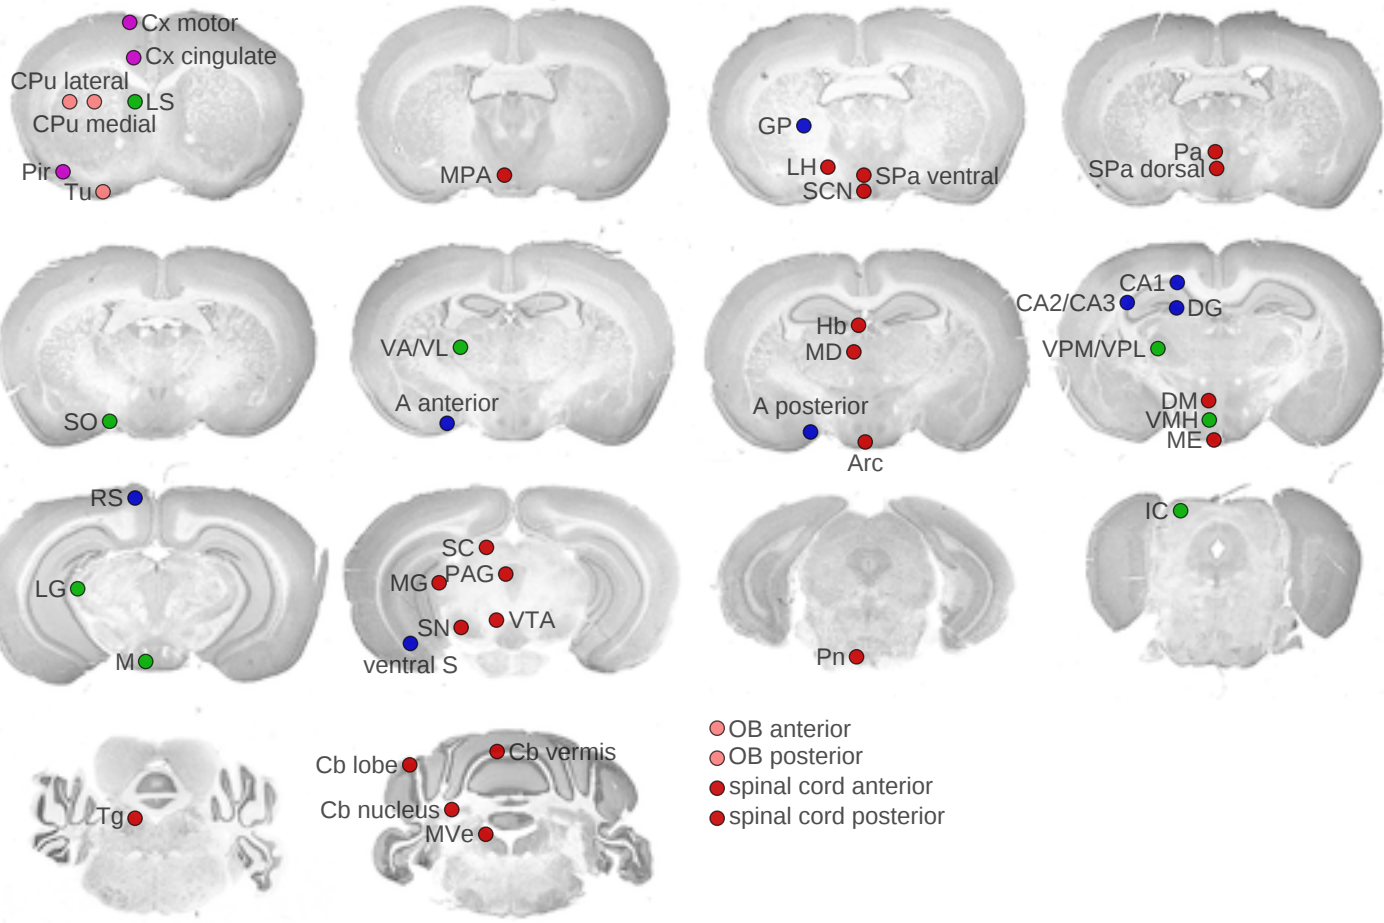 Cx motor
Cx cingulate
CPu lateral
LS
CPu medial
Pir
Tu
MPA
GP
LH
SPa ventral
SCN
Pa
SPa dorsal
SO
VA/VL
A anterior
Hb
MD
A posterior
Arc
CA1
CA2/CA3
DG
VPM/VPL
DM
VMH
ME
RS
LG
M
SC
MG
PAG
SN
VTA
ventral S
Pn
IC
Tg
Cb lobe
Cb vermis
Cb nucleus
MVe
OB anterior
OB posterior
spinal cord anterior
spinal cord posterior